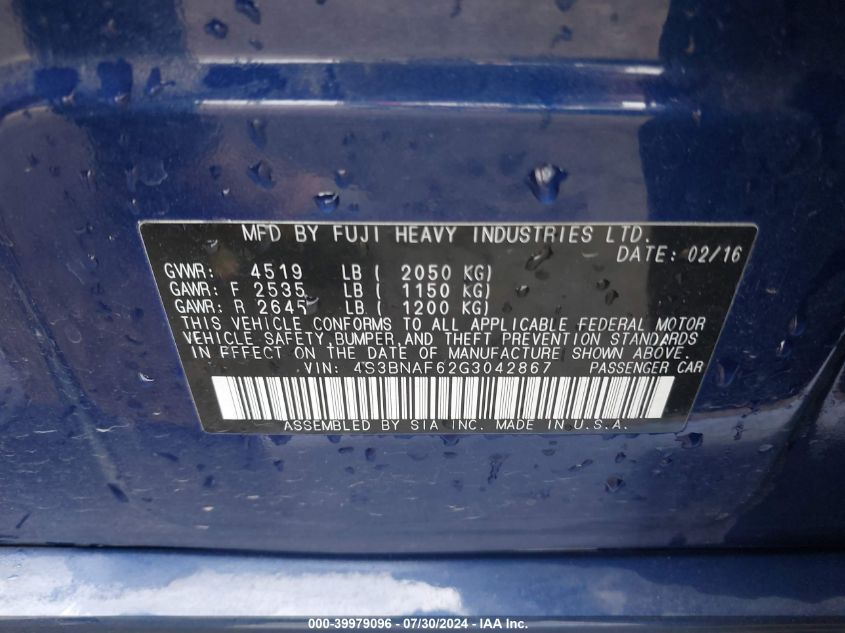 MFD BY FUJI HEAVY INDUSTRIES LTD.
DATE: 02/16
GVWR: 4519 LB ( 2050 KG)
GAWR: F 2535 LB ( 1150 KG)
GAWR: R 2645 LB ( 1200 KG)
THIS VEHICLE CONFORMS TO ALL APPLICABLE FEDERAL MOTOR
VEHICLE SAFETY, BUMPER, AND THEFT PREVENTION STANDARDS
IN EFFECT ON THE DATE OF MANUFACTURE SHOWN ABOVE.
VIN: 4S3BNAF62G3042867 PASSENGER CAR
ASSEMBLED BY SIA INC. MADE IN U.S.A.
000-39979096 - 07/30/2024 - IAA Inc.